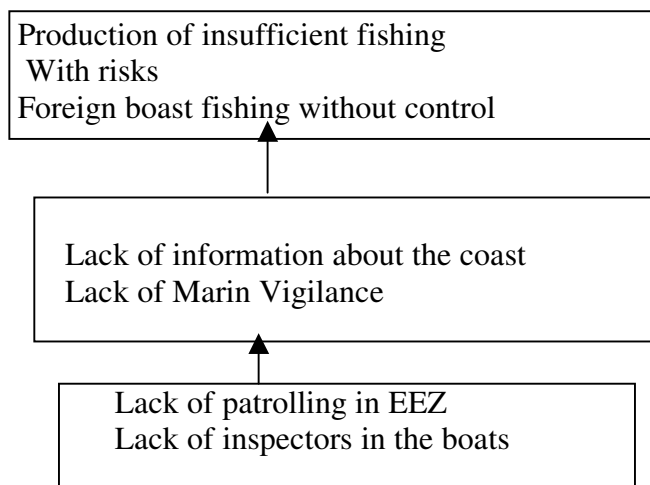 Production of insufficient fishing
With risks
Foreign boast fishing without control
Lack of information about the coast
Lack of Marin Vigilance
Lack of patrolling in EEZ
Lack of inspectors in the boats